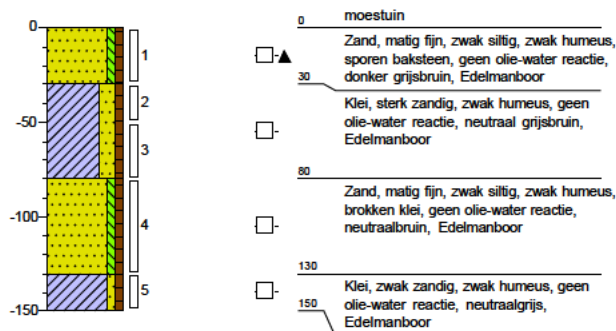 0
-50
-100
-150
1
2
3
4
5
0
moestuin
Zand, matig fijn, zwak siltig, zwak humeus,
sporen baksteen, geen olie-water reactie,
donker grijsbruin, Edelmanboor
30
Klei, sterk zandig, zwak humeus, geen
olie-water reactie, neutraal grijsbruin,
Edelmanboor
80
Zand, matig fijn, zwak siltig, zwak humeus,
brokken klei, geen olie-water reactie,
neutraalbruin, Edelmanboor
130
Klei, zwak zandig, zwak humeus, geen
olie-water reactie, neutraalgrijs,
150
Edelmanboor